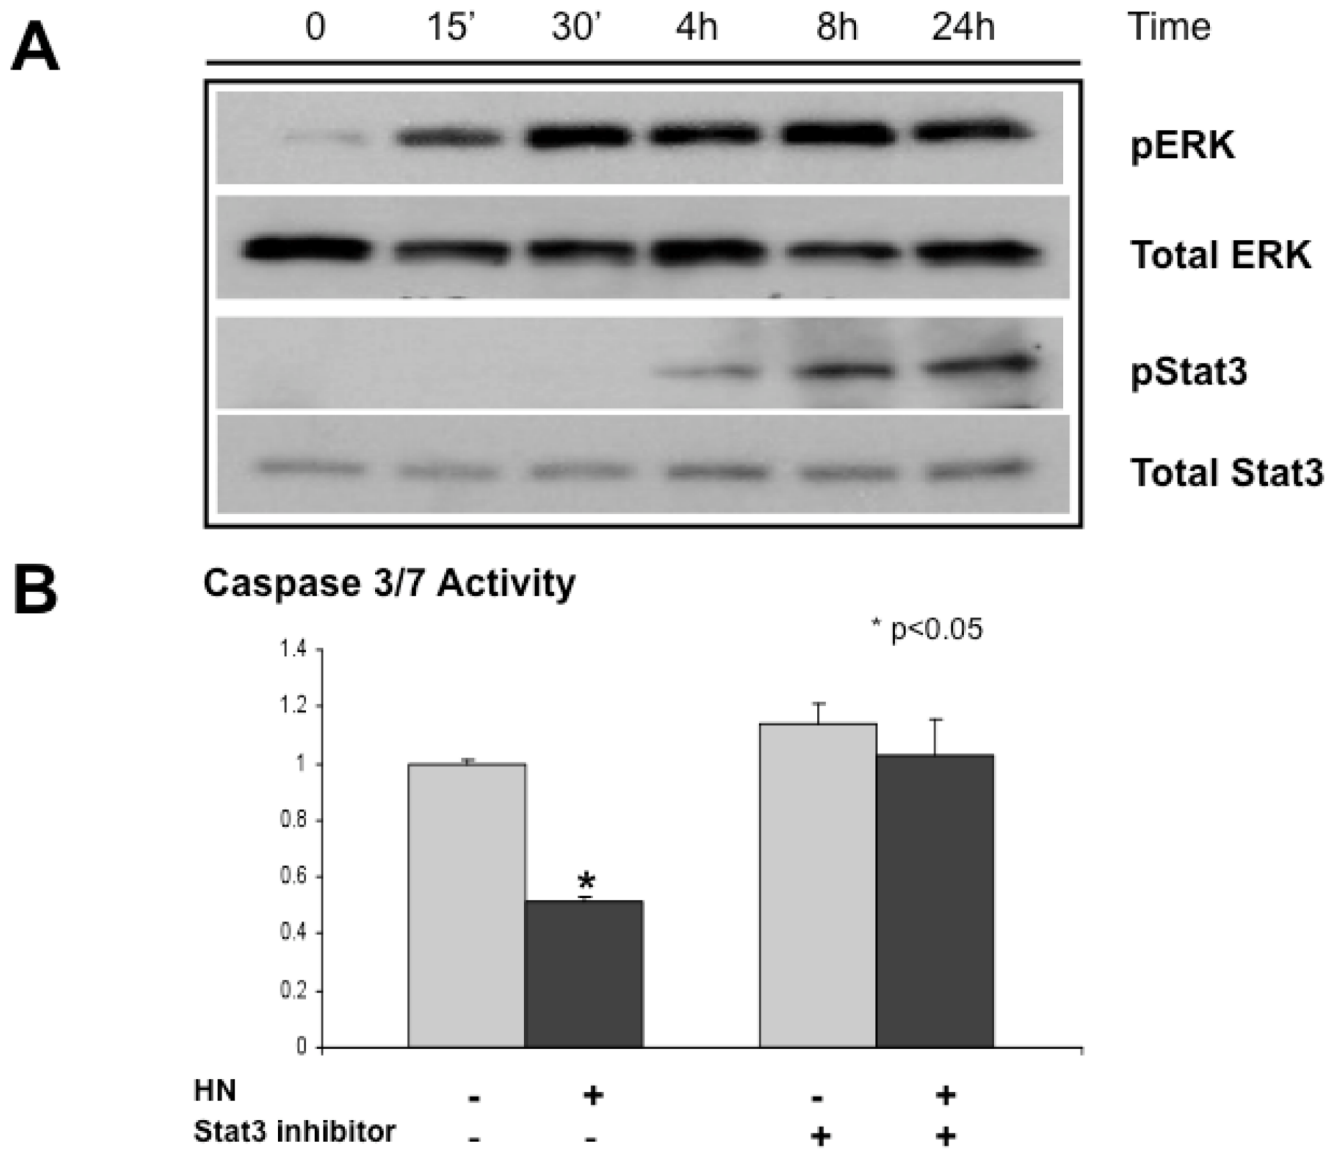 A
0 15’ 30’ 4h 8h 24h Time
pERK
Total ERK
pStat3
Total Stat3
B
Caspase 3/7 Activity
* p<0.05
1.4
1.2
1
0.8
0.6
0.4
0.2
0
*
HN - + - +
Stat3 inhibitor - - + +